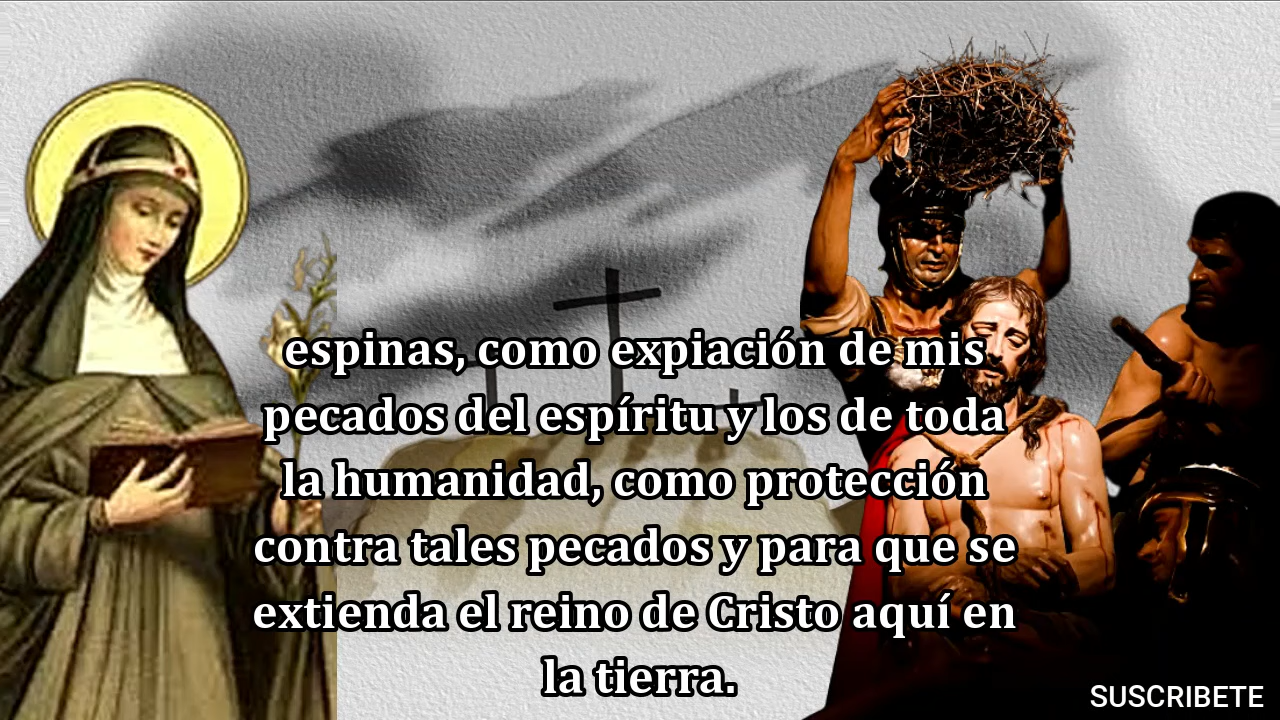 espinas, como expiación de mis
pecados del espíritu y los de toda
la humanidad, como protección
contra tales pecados y para que se
extienda el reino de Cristo aquí en
la tierra.
SUSCRIBETE